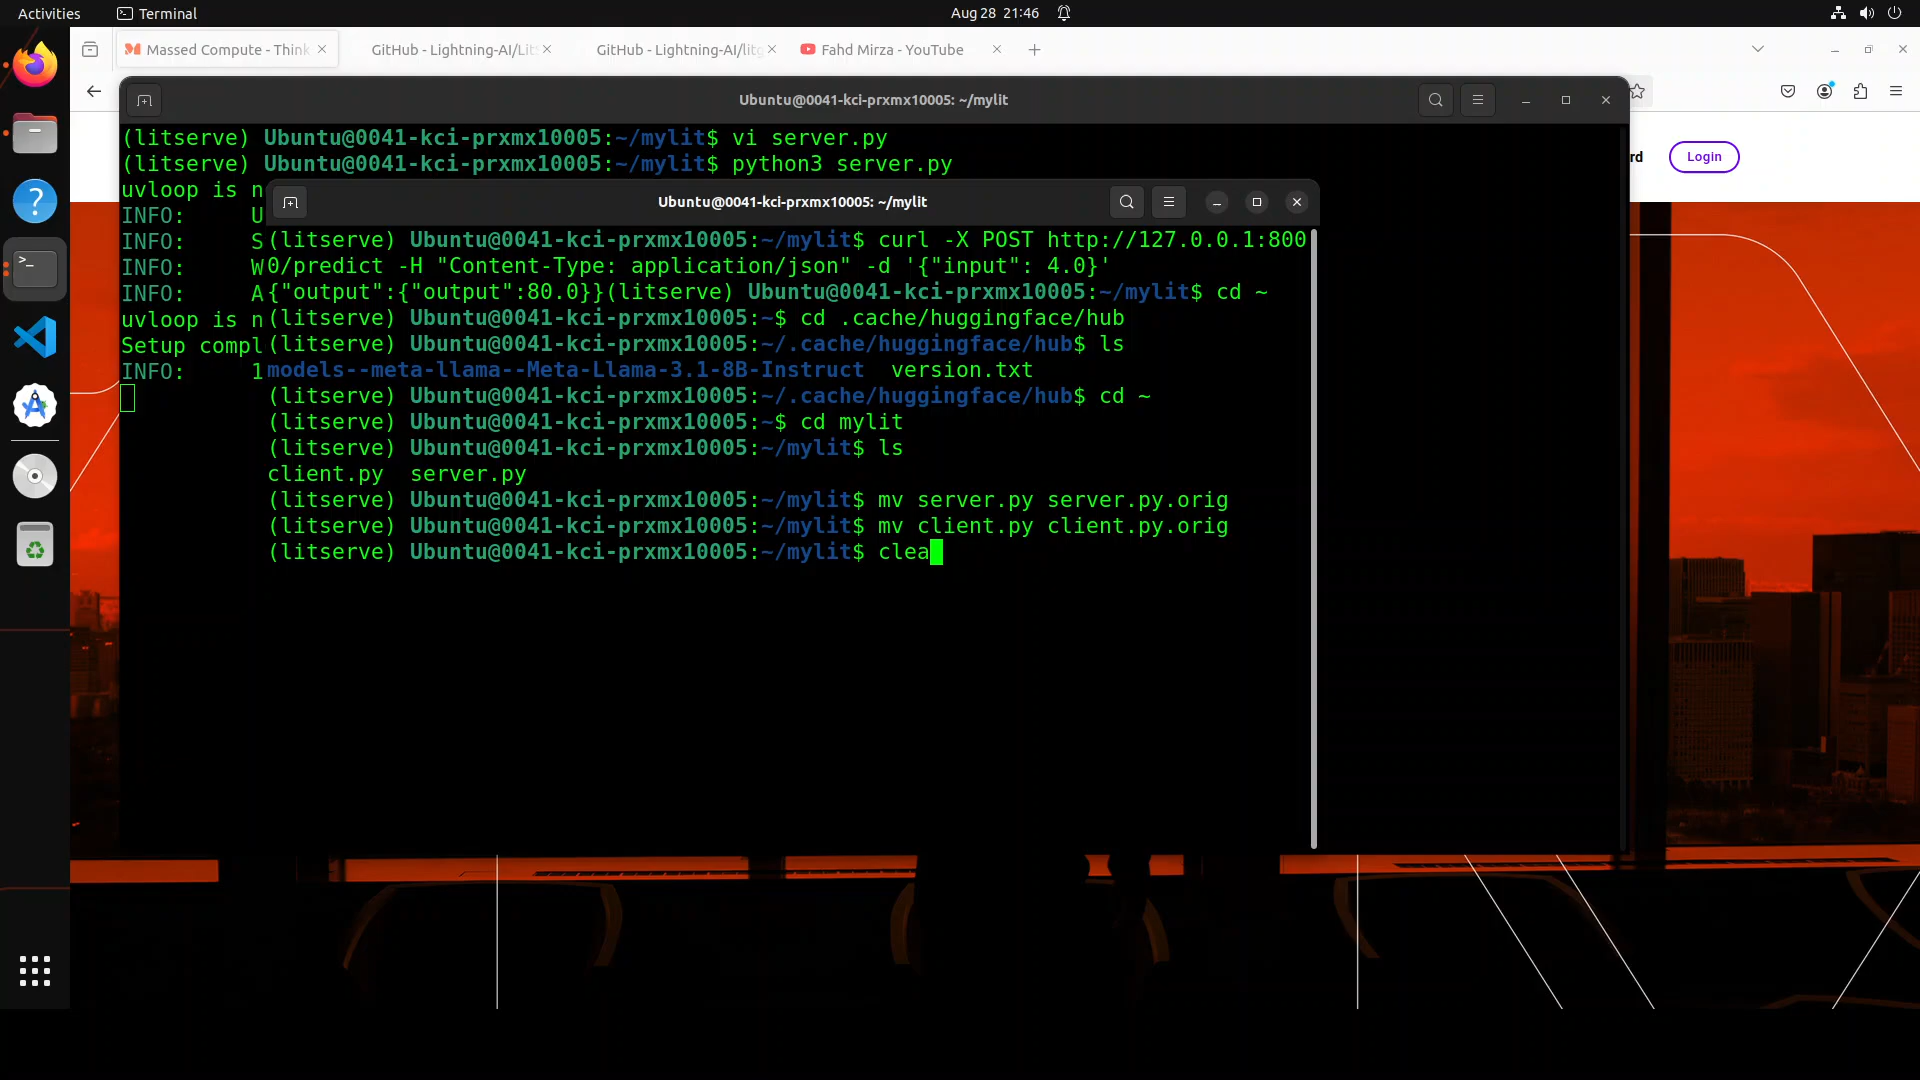 Activities
Terminal
Aug 28 21:46
Massed Compute - Think
GitHub - Lightning-AI/Lit
GitHub - Lightning-AI/litg
Fahd Mirza - YouTube
Ubuntu@0041-kci-prxmx10005: ~/mylit
rd
Login
(litserve) Ubuntu@0041-kci-prxmx10005:~/mylit$ vi server.py
(litserve) Ubuntu@0041-kci-prxmx10005:~/mylit$ python3 server.py
uvloop is n
INFO: U
INFO: S
INFO: W
INFO: A
uvloop is n
Setup compl
INFO: 1
Ubuntu@0041-kci-prxmx10005: ~/mylit
(litserve) Ubuntu@0041-kci-prxmx10005:~/mylit$ curl -X POST http://127.0.0.1:800
0/predict -H "Content-Type: application/json" -d '{"input": 4.0}'
{"output":{"output":80.0}}(litserve) Ubuntu@0041-kci-prxmx10005:~/mylit$ cd ~
(litserve) Ubuntu@0041-kci-prxmx10005:~$ cd .cache/huggingface/hub
(litserve) Ubuntu@0041-kci-prxmx10005:~/.cache/huggingface/hub$ ls
models--meta-llama--Meta-Llama-3.1-8B-Instruct version.txt
(litserve) Ubuntu@0041-kci-prxmx10005:~/.cache/huggingface/hub$ cd ~
(litserve) Ubuntu@0041-kci-prxmx10005:~$ cd mylit
(litserve) Ubuntu@0041-kci-prxmx10005:~/mylit$ ls
client.py server.py
(litserve) Ubuntu@0041-kci-prxmx10005:~/mylit$ mv server.py server.py.orig
(litserve) Ubuntu@0041-kci-prxmx10005:~/mylit$ mv client.py client.py.orig
(litserve) Ubuntu@0041-kci-prxmx10005:~/mylit$ clea